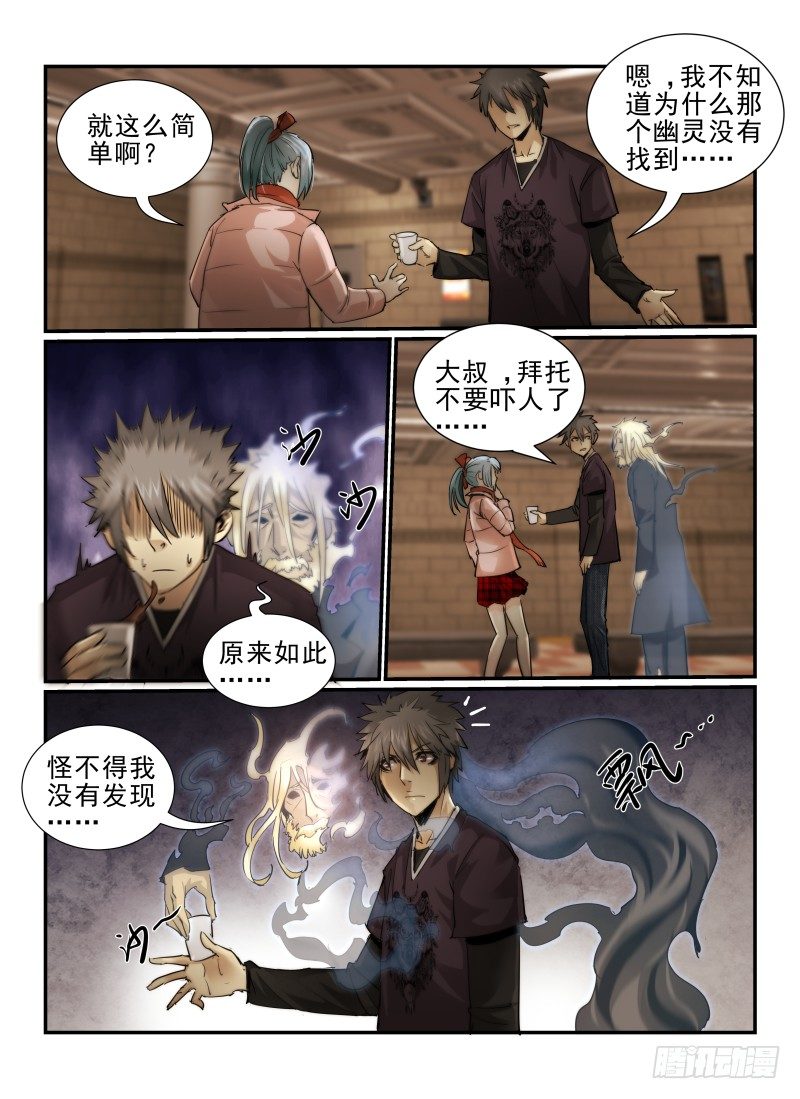 就这么简
单啊？
嗯，我不知
道为什么那
个幽灵没有
找到……
沙
沙
原来如此
……
大叔，拜托
不要吓人了
……
怪不得我
没有发现
……
飘~…
沙~
腾讯动漫